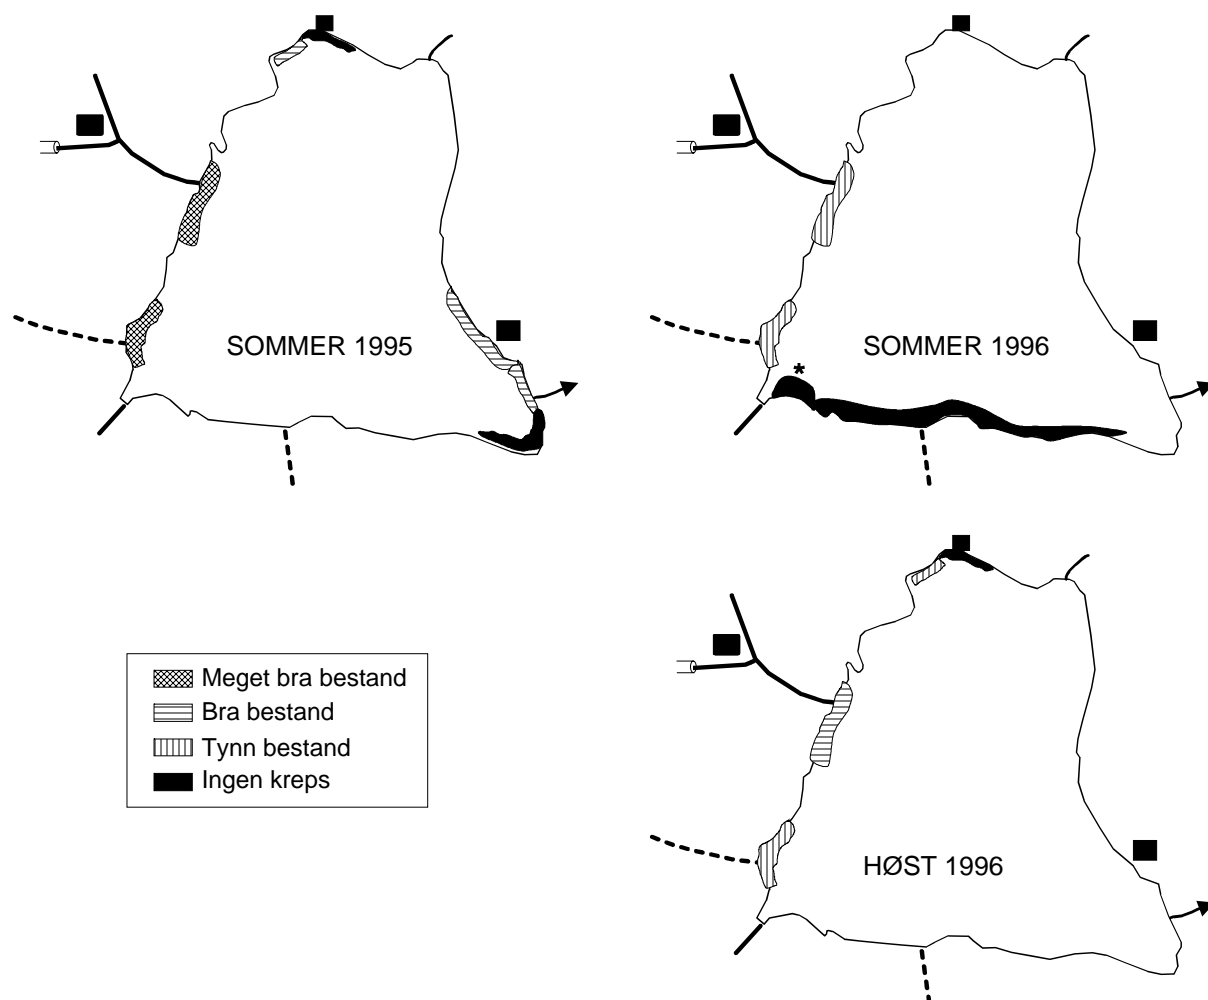 SOMMER 1995
SOMMER 1996
*
Meget bra bestand
Bra bestand
Tynn bestand
Ingen kreps
HØST 1996